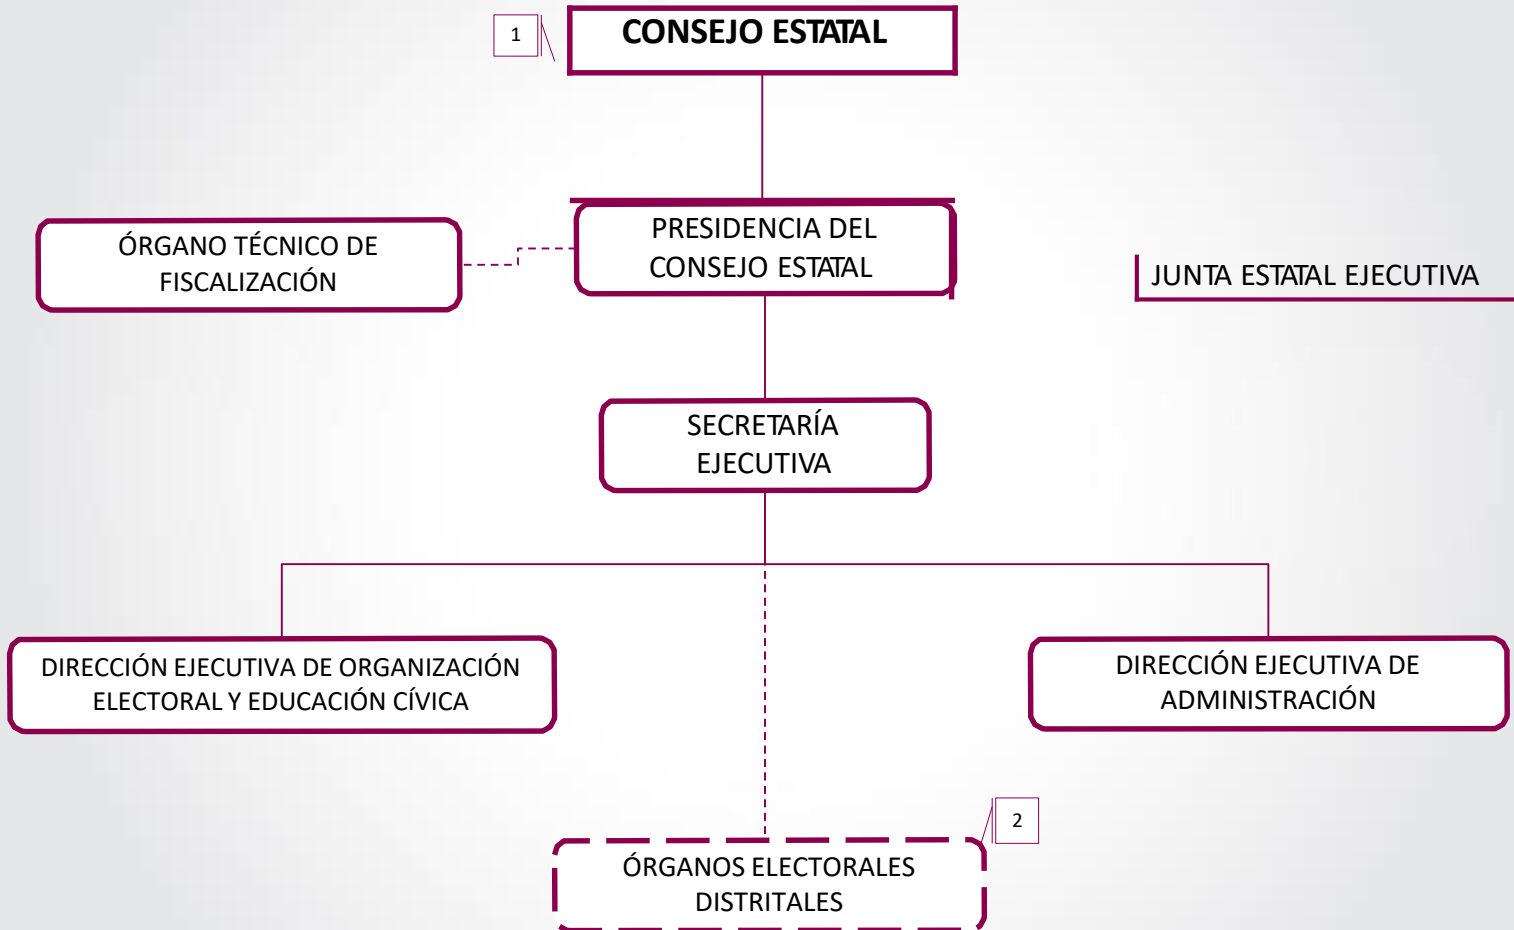 1
CONSEJO ESTATAL
PRESIDENCIA DEL
CONSEJO ESTATAL
ÓRGANO TÉCNICO DE
FISCALIZACIÓN
JUNTA ESTATAL EJECUTIVA
SECRETARÍA
EJECUTIVA
DIRECCIÓN EJECUTIVA DE ORGANIZACIÓN
ELECTORAL Y EDUCACIÓN CÍVICA
DIRECCIÓN EJECUTIVA DE
ADMINISTRACIÓN
2
ÓRGANOS ELECTORALES
DISTRITALES